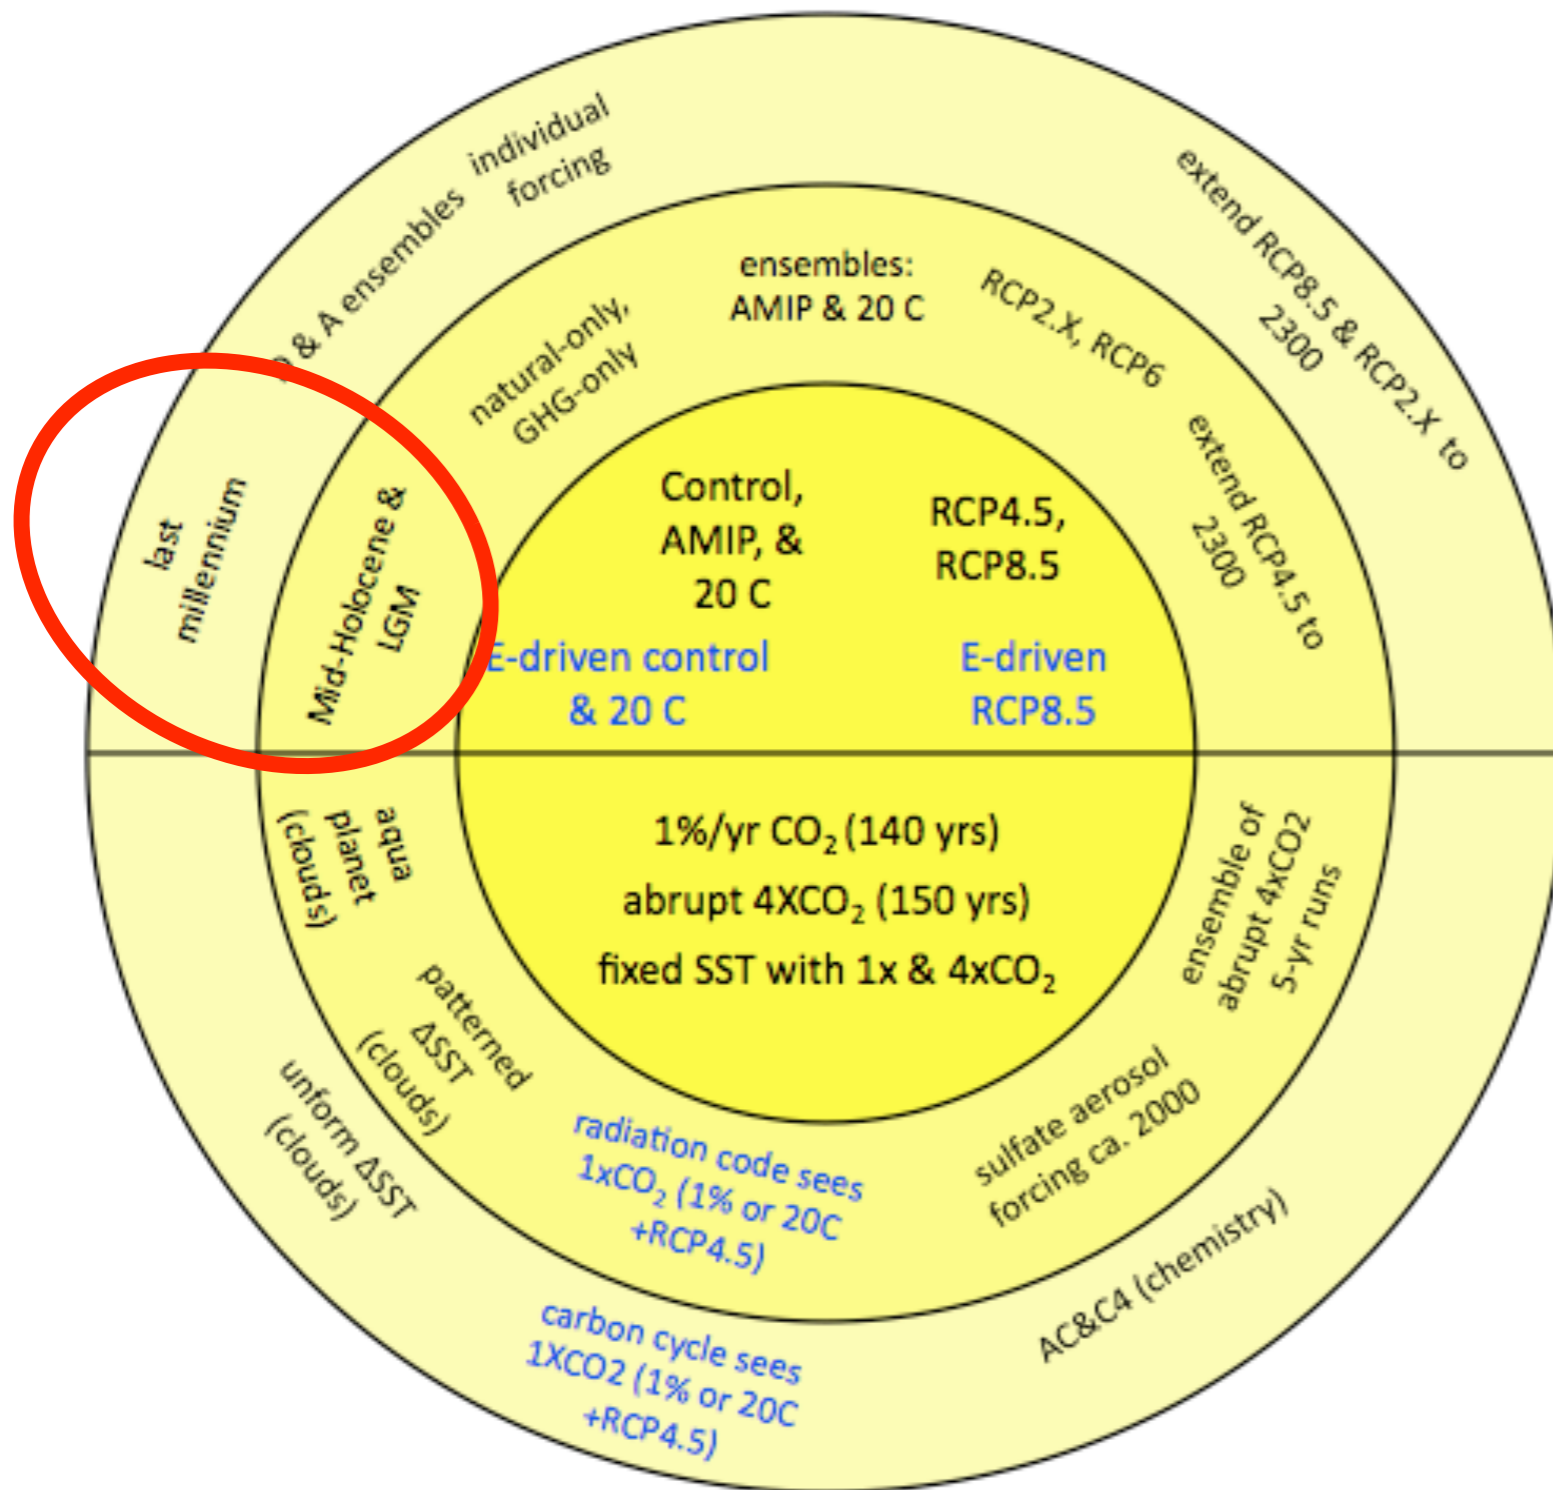 individual
forcing
D & A ensembles
extend RCP8.5 & RCP2.X to
2300
ensembles:
AMIP & 20 C
natural-only,
GHG-only
RCP2.X, RCP6
extend RCP4.5 to
2300
last
millennium
Mid-Holocene &
LGM
Control,
AMIP, &
20 C
RCP4.5,
RCP8.5
E-driven control
& 20 C
E-driven
RCP8.5
1%/yr CO₂ (140 yrs)
abrupt 4XCO₂ (150 yrs)
fixed SST with 1x & 4xCO₂
aqua
planet
(clouds)
patterned
ΔSST
(clouds)
unform ΔSST
(clouds)
radiation code sees
1xCO₂ (1% or 20C
+RCP4.5)
carbon cycle sees
1XCO2 (1% or 20C
+RCP4.5)
ensemble of
abrupt 4xCO2
5-yr runs
sulfate aerosol
forcing ca. 2000
AC&C4 (chemistry)